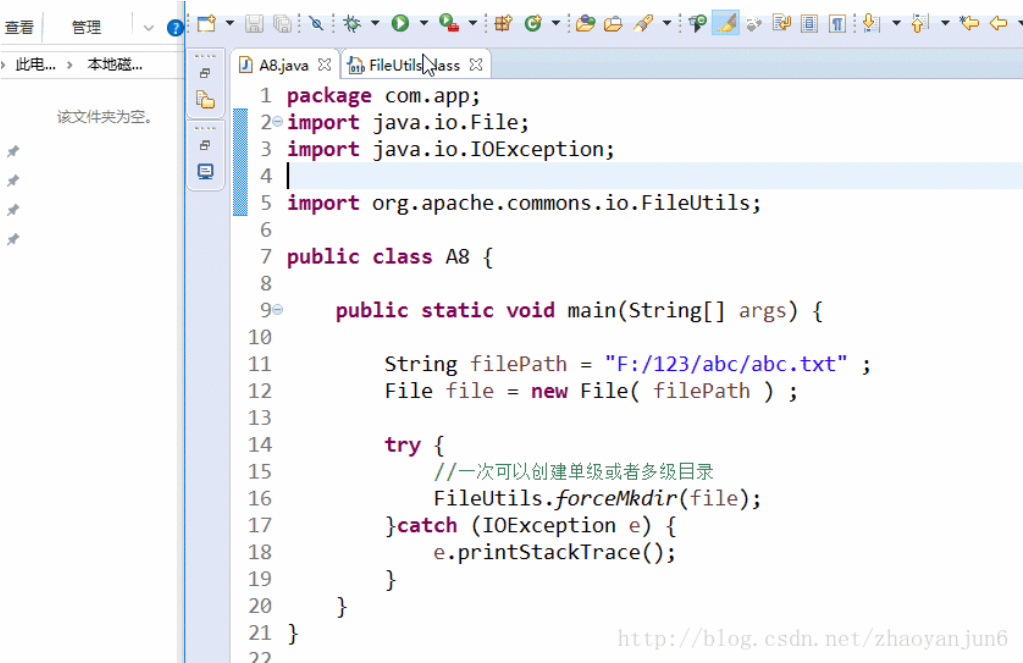 查看
管理
此电... 本地磁...
该文件夹为空。
A8.java
FileUtils.class
1 package com.app;
2 import java.io.File;
3 import java.io.IOException;
4
5 import org.apache.commons.io.FileUtils;
6
7 public class A8 {
8
9 public static void main(String[] args) {
10
11 String filePath = "F:/123/abc/abc.txt" ;
12 File file = new File( filePath ) ;
13
14 try {
15 //一次可以创建单级或者多级目录
16 FileUtils.forceMkdir(file);
17 }catch (IOException e) {
18 e.printStackTrace();
19 }
20 }
21 }
22
http://blog.csdn.net/zhaoyanjun6